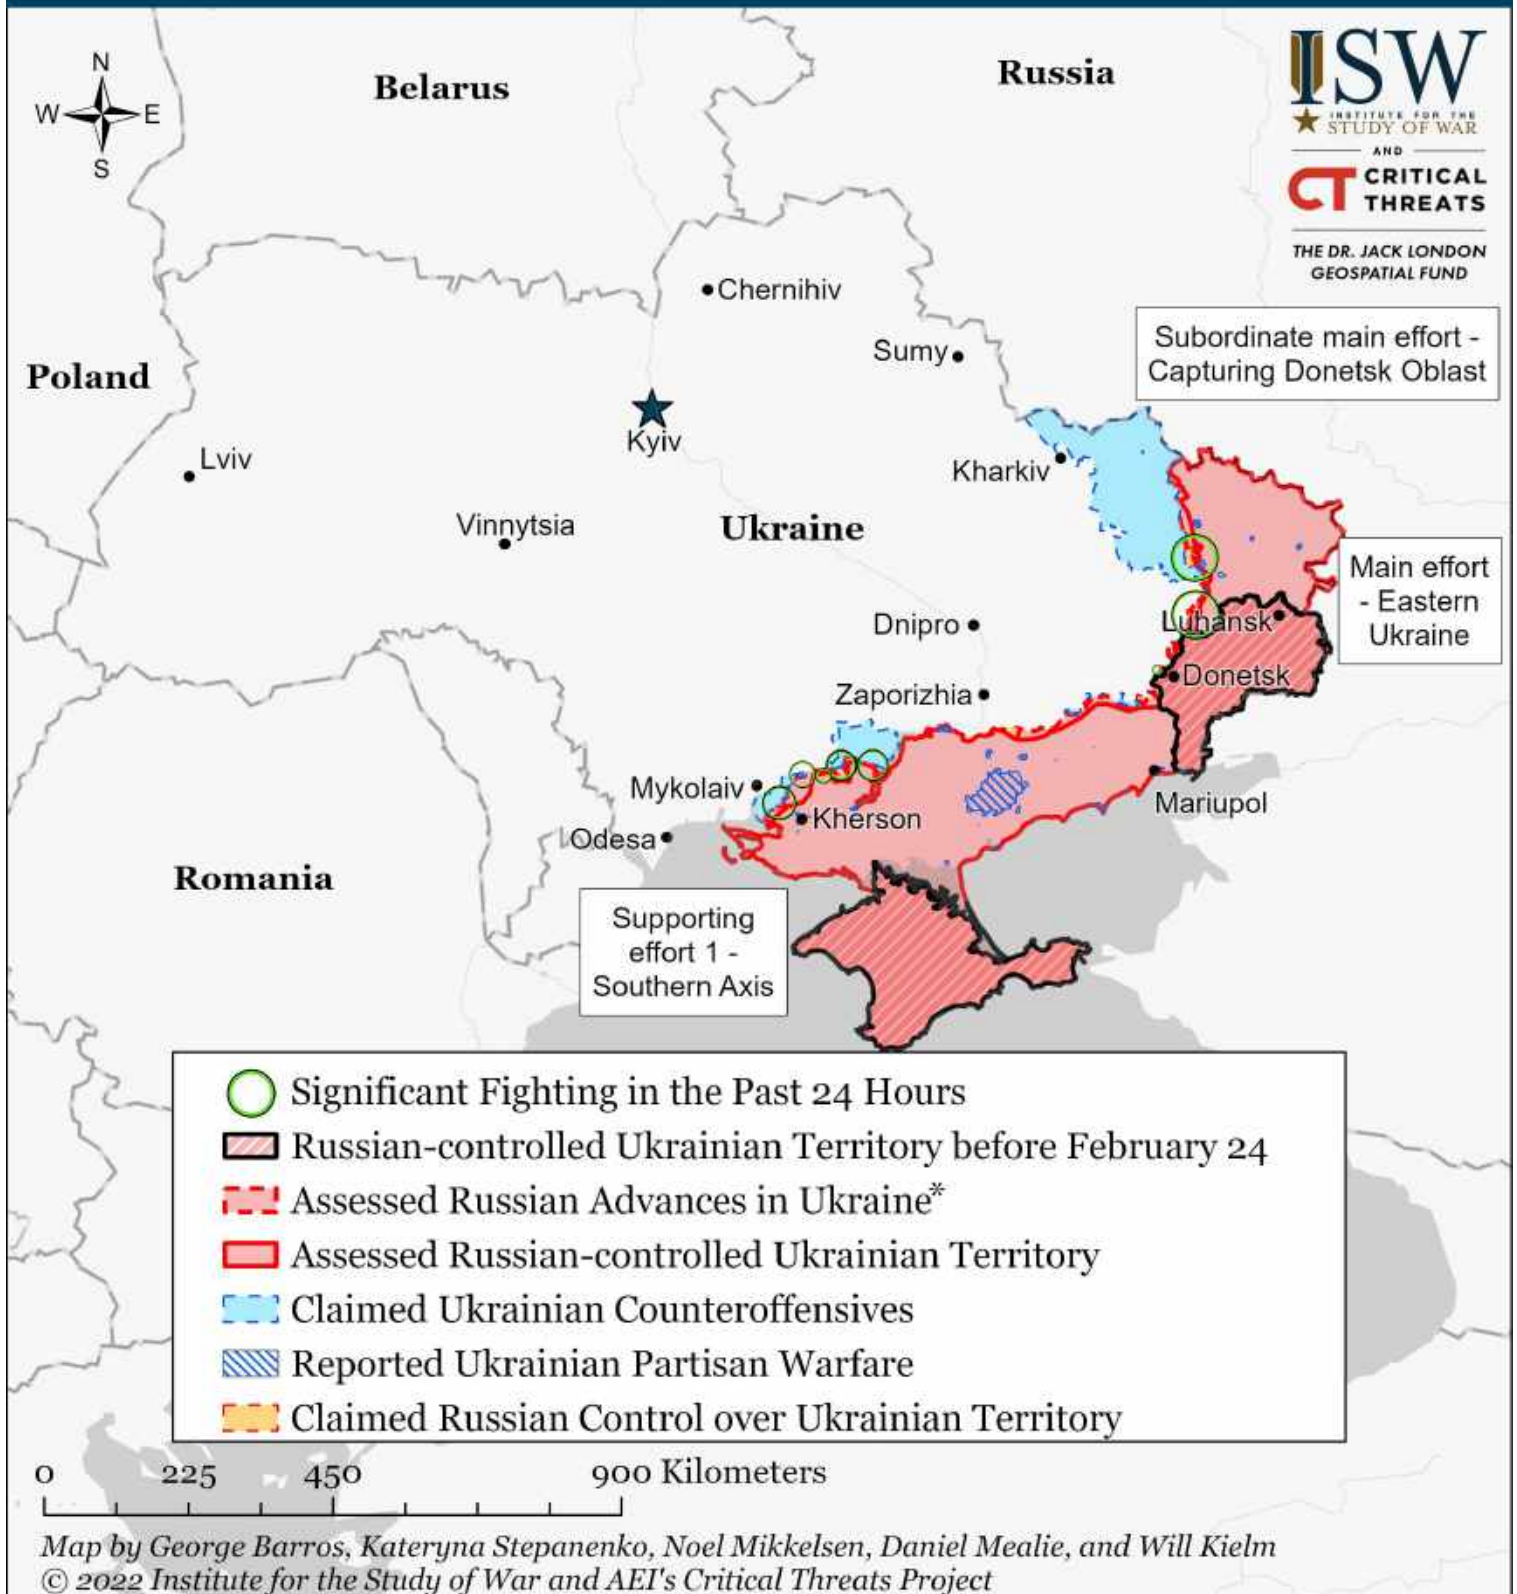 N
W E
S
Belarus
Russia
ISW
INSTITUTE FOR THE
STUDY OF WAR
AND
CT CRITICAL
THREATS
THE DR. JACK LONDON
GEOSPATIAL FUND
Chernihiv
Subordinate main effort -
Capturing Donetsk Oblast
Sumy
Poland
Kyiv
Lviv
Kharkiv
Vinnytsia
Ukraine
Main effort
- Eastern
Ukraine
Dnipro
Luhansk
Donetsk
Zaporizhia
Mykolaiv
Mariupol
Kherson
Odesa
Romania
Supporting
effort 1 -
Southern Axis
Significant Fighting in the Past 24 Hours
Russian-controlled Ukrainian Territory before February 24
Assessed Russian Advances in Ukraine*
Assessed Russian-controlled Ukrainian Territory
Claimed Ukrainian Counteroffensives
Reported Ukrainian Partisan Warfare
Claimed Russian Control over Ukrainian Territory
0 225 450 900 Kilometers
Map by George Barros, Kateryna Stepanenko, Noel Mikkelsen, Daniel Mealie, and Will Kielm
© 2022 Institute for the Study of War and AEI's Critical Threats Project